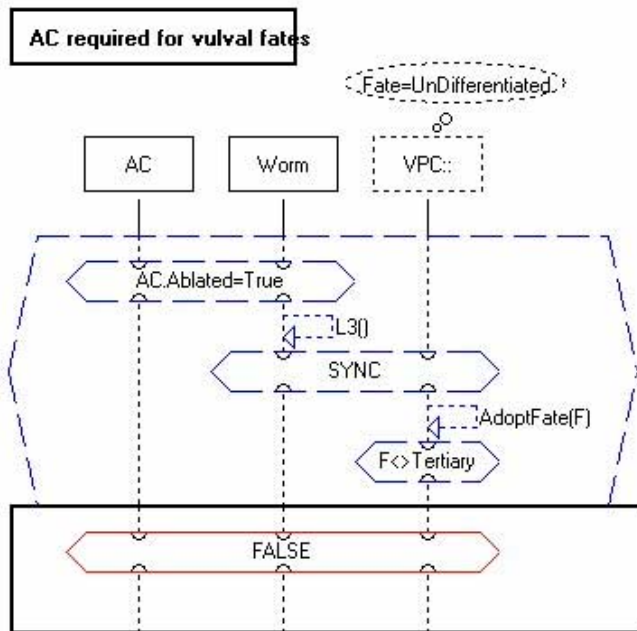 AC required for vulval fates
Fate=UnDifferentiated
AC
Worm
VPC::
AC.Ablated=True
L3()
SYNC
AdoptFate(F)
F<>Tertiary
FALSE